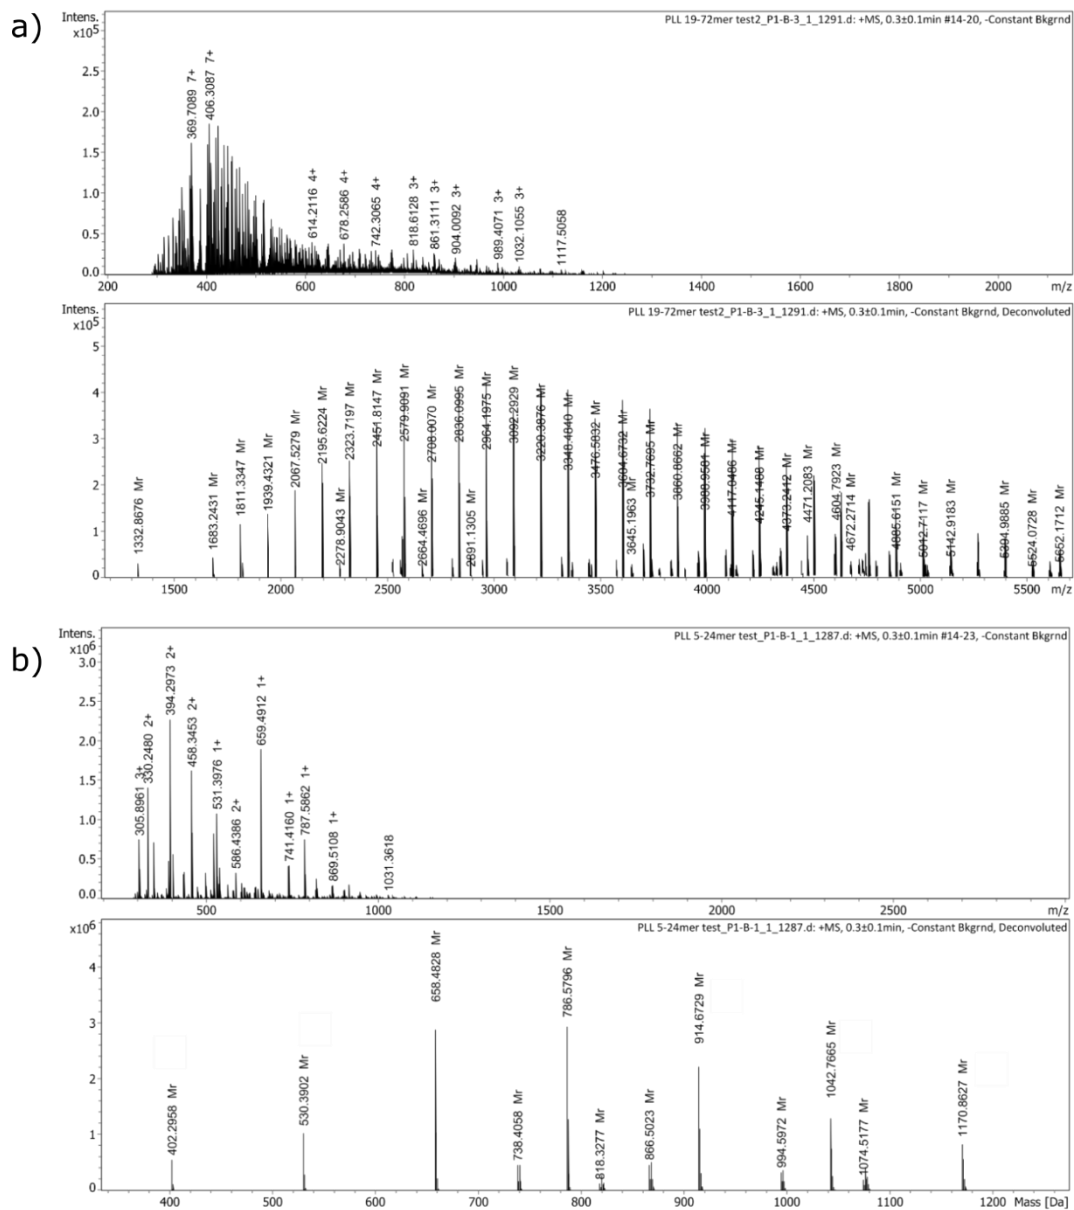 a)
Intens.
x10⁵
PLL 19-72mer test2_P1-B-3_1_1291.d: +MS, 0.3±0.1min #14-20, -Constant Bkgrnd
2.5
2.0
1.5
1.0
0.5
0.0
369.7089 7+
406.3087 7+
614.2116 4+
678.2586 4+
742.3065 4+
818.6128 3+
861.3111 3+
904.0092 3+
989.4071 3+
1032.1055 3+
1117.5058
200 400 600 800 1000 1200 1400 1600 1800 2000 m/z
Intens.
x10⁵
PLL 19-72mer test2_P1-B-3_1_1291.d: +MS, 0.3±0.1min, -Constant Bkgrnd, Deconvoluted
5
4
3
2
1
0
1332.8676 Mr
1683.2431 Mr
1811.3347 Mr
1939.4321 Mr
2067.5279 Mr
2195.6224 Mr
2278.9043 Mr
2323.7197 Mr
2451.8147 Mr
2579.9091 Mr
2664.4696 Mr
2708.0070 Mr
2836.0995 Mr
2891.1305 Mr
2964.1975 Mr
3092.2929 Mr
3220.3876 Mr
3348.4840 Mr
3476.5832 Mr
3604.6732 Mr
3645.1963 Mr
3732.7695 Mr
3860.8662 Mr
3988.9581 Mr
4117.0486 Mr
4245.1488 Mr
4373.2412 Mr
4471.2083 Mr
4604.7923 Mr
4672.2714 Mr
4885.6151 Mr
5012.7117 Mr
5142.9183 Mr
5394.9885 Mr
5524.0728 Mr
5652.1712 Mr
1500 2000 2500 3000 3500 4000 4500 5000 5500 m/z
b)
Intens.
x10⁶
PLL 5-24mer test_P1-B-1_1_1287.d: +MS, 0.3±0.1min #14-23, -Constant Bkgrnd
3.0
2.5
2.0
1.5
1.0
0.5
0.0
305.8961 3+
330.2480 2+
394.2973 2+
458.3453 2+
531.3976 1+
586.4386 2+
659.4912 1+
741.4160 1+
787.5862 1+
869.5108 1+
1031.3618
500 1000 1500 2000 2500 m/z
x10⁶
PLL 5-24mer test_P1-B-1_1_1287.d: +MS, 0.3±0.1min, -Constant Bkgrnd, Deconvoluted
4
3
2
1
0
402.2958 Mr
530.3902 Mr
658.4828 Mr
738.4058 Mr
786.5796 Mr
818.3277 Mr
866.5023 Mr
914.6729 Mr
994.5972 Mr
1042.7665 Mr
1074.5177 Mr
1170.8627 Mr
400 500 600 700 800 900 1000 1100 1200 Mass [Da]